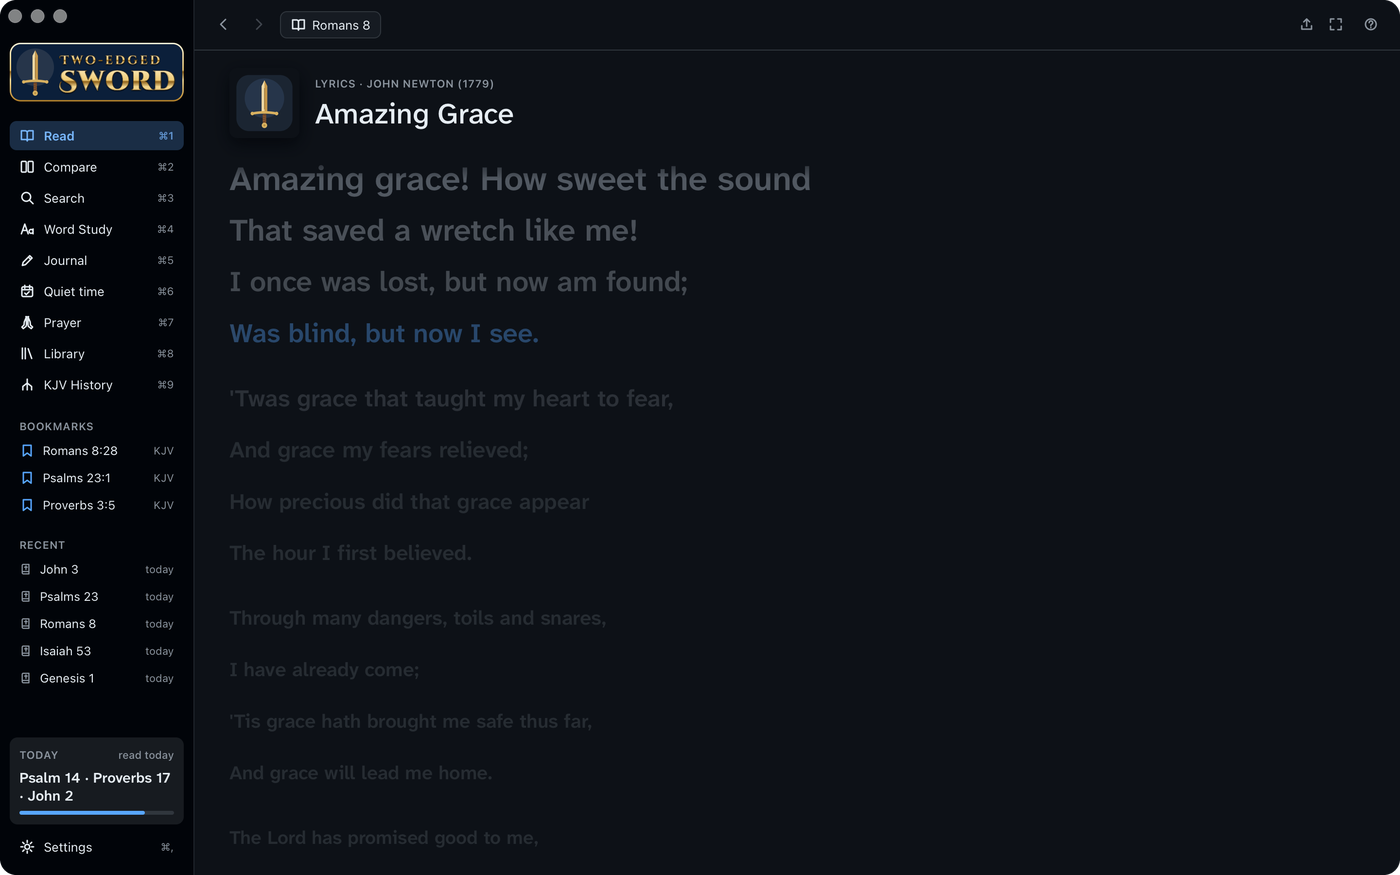 TWO-EDGED
SWORD
Read ⌘1
Compare ⌘2
Search ⌘3
Word Study ⌘4
Journal ⌘5
Quiet time ⌘6
Prayer ⌘7
Library ⌘8
KJV History ⌘9
BOOKMARKS
Romans 8:28 KJV
Psalms 23:1 KJV
Proverbs 3:5 KJV
RECENT
John 3 today
Psalms 23 today
Romans 8 today
Isaiah 53 today
Genesis 1 today
TODAY read today
Psalm 14 · Proverbs 17
· John 2
Settings ⌘,
Romans 8
LYRICS · JOHN NEWTON (1779)
Amazing Grace
Amazing grace! How sweet the sound
That saved a wretch like me!
I once was lost, but now am found;
Was blind, but now I see.
'Twas grace that taught my heart to fear,
And grace my fears relieved;
How precious did that grace appear
The hour I first believed.
Through many dangers, toils and snares,
I have already come;
'Tis grace hath brought me safe thus far,
And grace will lead me home.
The Lord has promised good to me,